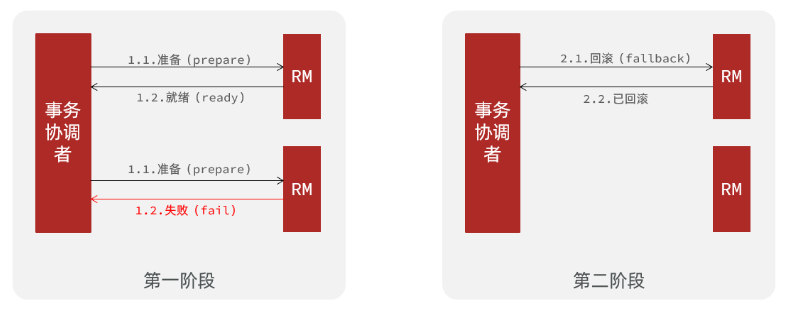 1.1.准备（prepare）
RM
1.2.就绪（ready）
事务
协调
者
1.1.准备（prepare）
RM
1.2.失败（fail）
第一阶段
2.1.回滚（fallback）
RM
2.2.已回滚
事务
协调
者
RM
第二阶段